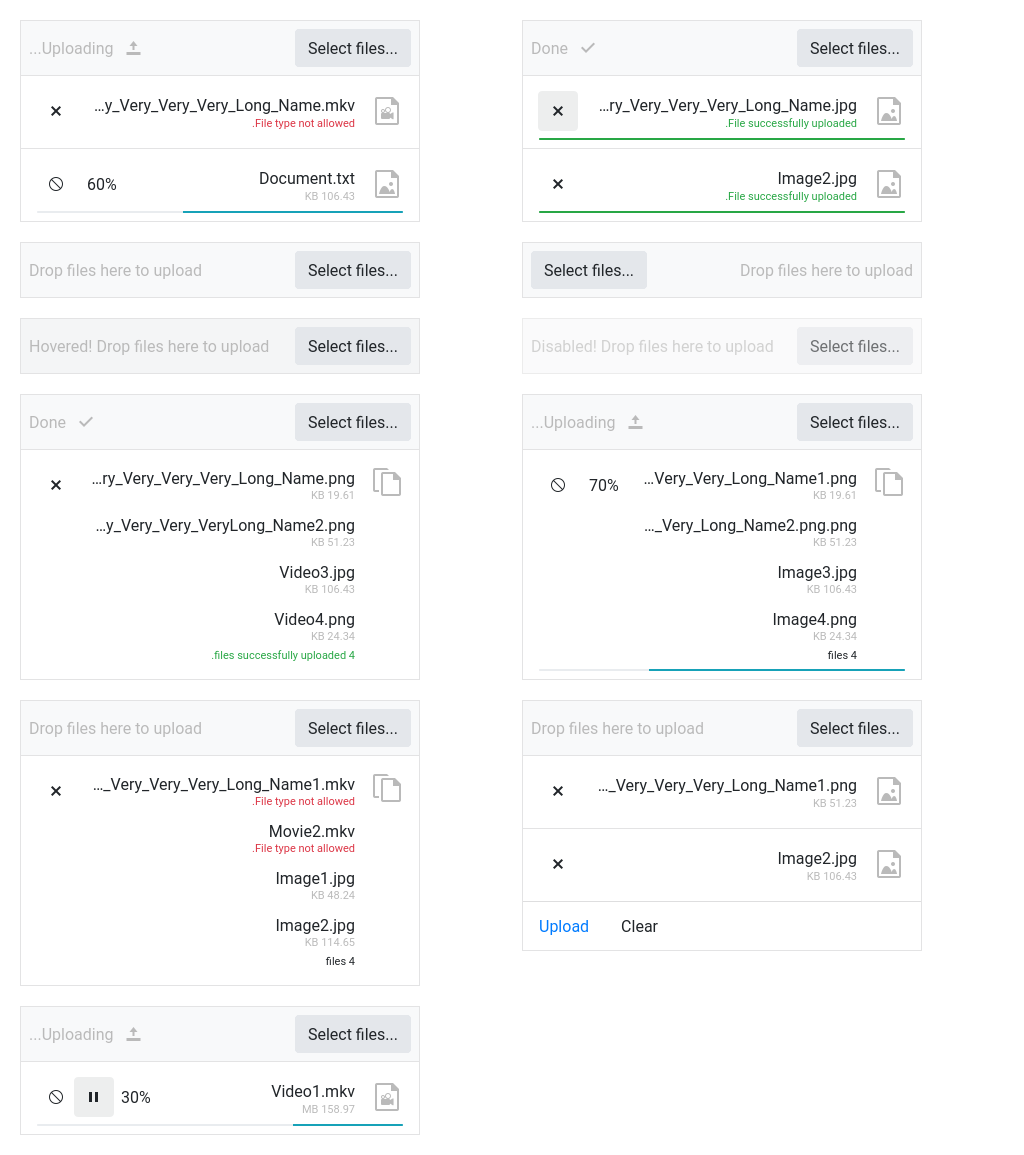 ...Uploading
Select files...
...y_Very_Very_Very_Long_Name.mkv
.File type not allowed
60%
Document.txt
KB 106.43
Done
Select files...
...ry_Very_Very_Very_Long_Name.jpg
.File successfully uploaded
Image2.jpg
.File successfully uploaded
Drop files here to upload
Select files...
Select files...
Drop files here to upload
Hovered! Drop files here to upload
Select files...
Disabled! Drop files here to upload
Select files...
Done
Select files...
...ry_Very_Very_Very_Long_Name.png
KB 19.61
...y_Very_Very_VeryLong_Name2.png
KB 51.23
Video3.jpg
KB 106.43
Video4.png
KB 24.34
.files successfully uploaded 4
...Uploading
Select files...
70%
...Very_Very_Long_Name1.png
KB 19.61
..._Very_Long_Name2.png.png
KB 51.23
Image3.jpg
KB 106.43
Image4.png
KB 24.34
files 4
Drop files here to upload
Select files...
..._Very_Very_Very_Long_Name1.mkv
.File type not allowed
Movie2.mkv
.File type not allowed
Image1.jpg
KB 48.24
Image2.jpg
KB 114.65
files 4
Drop files here to upload
Select files...
..._Very_Very_Very_Long_Name1.png
KB 51.23
Image2.jpg
KB 106.43
Upload
Clear
...Uploading
Select files...
30%
Video1.mkv
MB 158.97